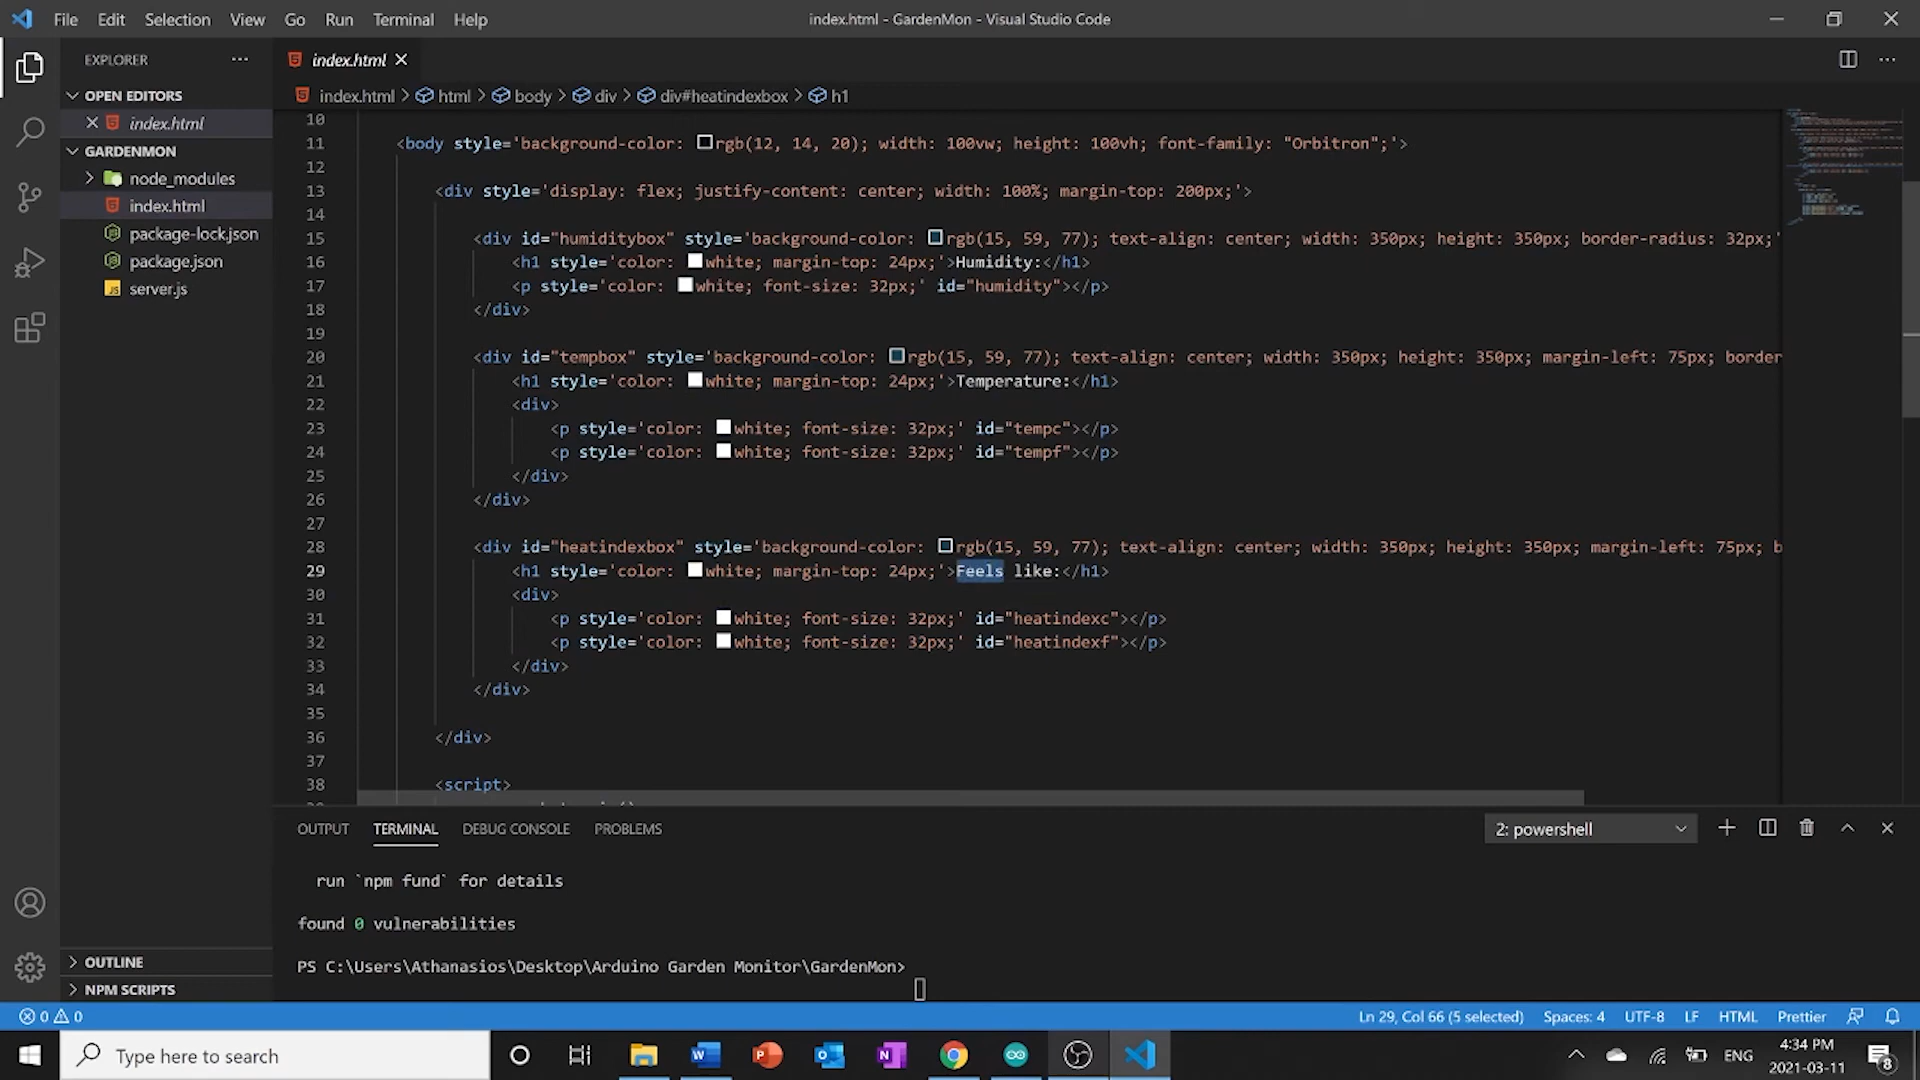 File Edit Selection View Go Run Terminal Help
index.html - GardenMon - Visual Studio Code
EXPLORER
index.html
OPEN EDITORS
index.html > html > body > div > div#heatindexbox > h1
index.html
GARDENMON
node_modules
index.html
package-lock.json
package.json
server.js
10
11 <body style='background-color: rgb(12, 14, 20); width: 100vw; height: 100vh; font-family: "Orbitron";'>
12
13 <div style='display: flex; justify-content: center; width: 100%; margin-top: 200px;'>
14
15 <div id="humiditybox" style='background-color: rgb(15, 59, 77); text-align: center; width: 350px; height: 350px; border-radius: 32px;'
16 <h1 style='color: white; margin-top: 24px;'>Humidity:</h1>
17 <p style='color: white; font-size: 32px;' id="humidity"></p>
18 </div>
19
20 <div id="tempbox" style='background-color: rgb(15, 59, 77); text-align: center; width: 350px; height: 350px; margin-left: 75px; border
21 <h1 style='color: white; margin-top: 24px;'>Temperature:</h1>
22 <div>
23 <p style='color: white; font-size: 32px;' id="tempc"></p>
24 <p style='color: white; font-size: 32px;' id="tempf"></p>
25 </div>
26 </div>
27
28 <div id="heatindexbox" style='background-color: rgb(15, 59, 77); text-align: center; width: 350px; height: 350px; margin-left: 75px; b
29 <h1 style='color: white; margin-top: 24px;'>Feels like:</h1>
30 <div>
31 <p style='color: white; font-size: 32px;' id="heatindexc"></p>
32 <p style='color: white; font-size: 32px;' id="heatindexf"></p>
33 </div>
34 </div>
35
36 </div>
37
38 <script>
OUTPUT TERMINAL DEBUG CONSOLE PROBLEMS
2: powershell
run `npm fund` for details
found 0 vulnerabilities
PS C:\Users\Athanasios\Desktop\Arduino Garden Monitor\GardenMon>
OUTLINE
NPM SCRIPTS
0 0
Ln 29, Col 66 (5 selected) Spaces: 4 UTF-8 LF HTML Prettier
Type here to search
ENG
4:34 PM
2021-03-11
8